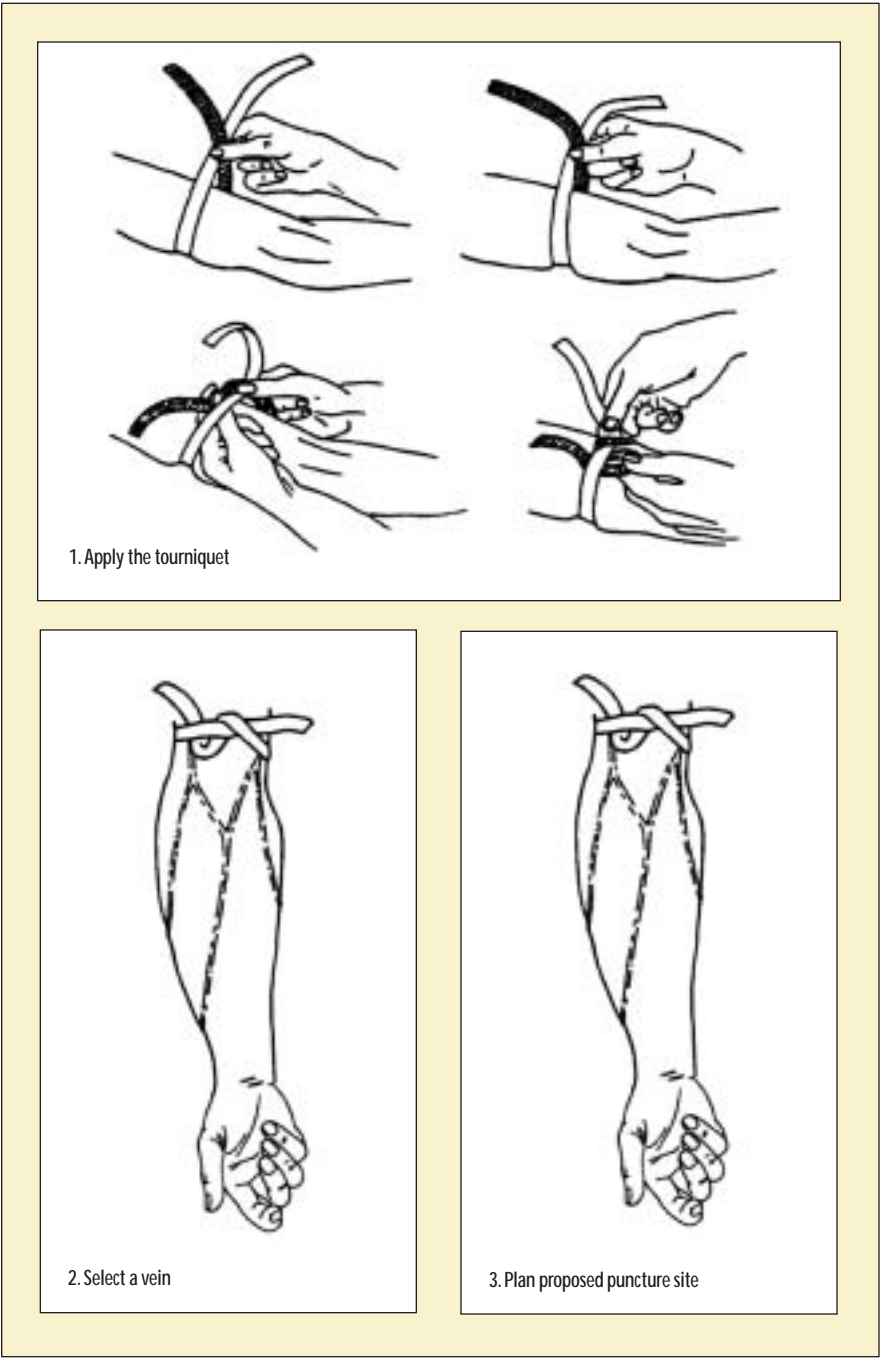 1. Apply the tourniquet
2. Select a vein
3. Plan proposed puncture site